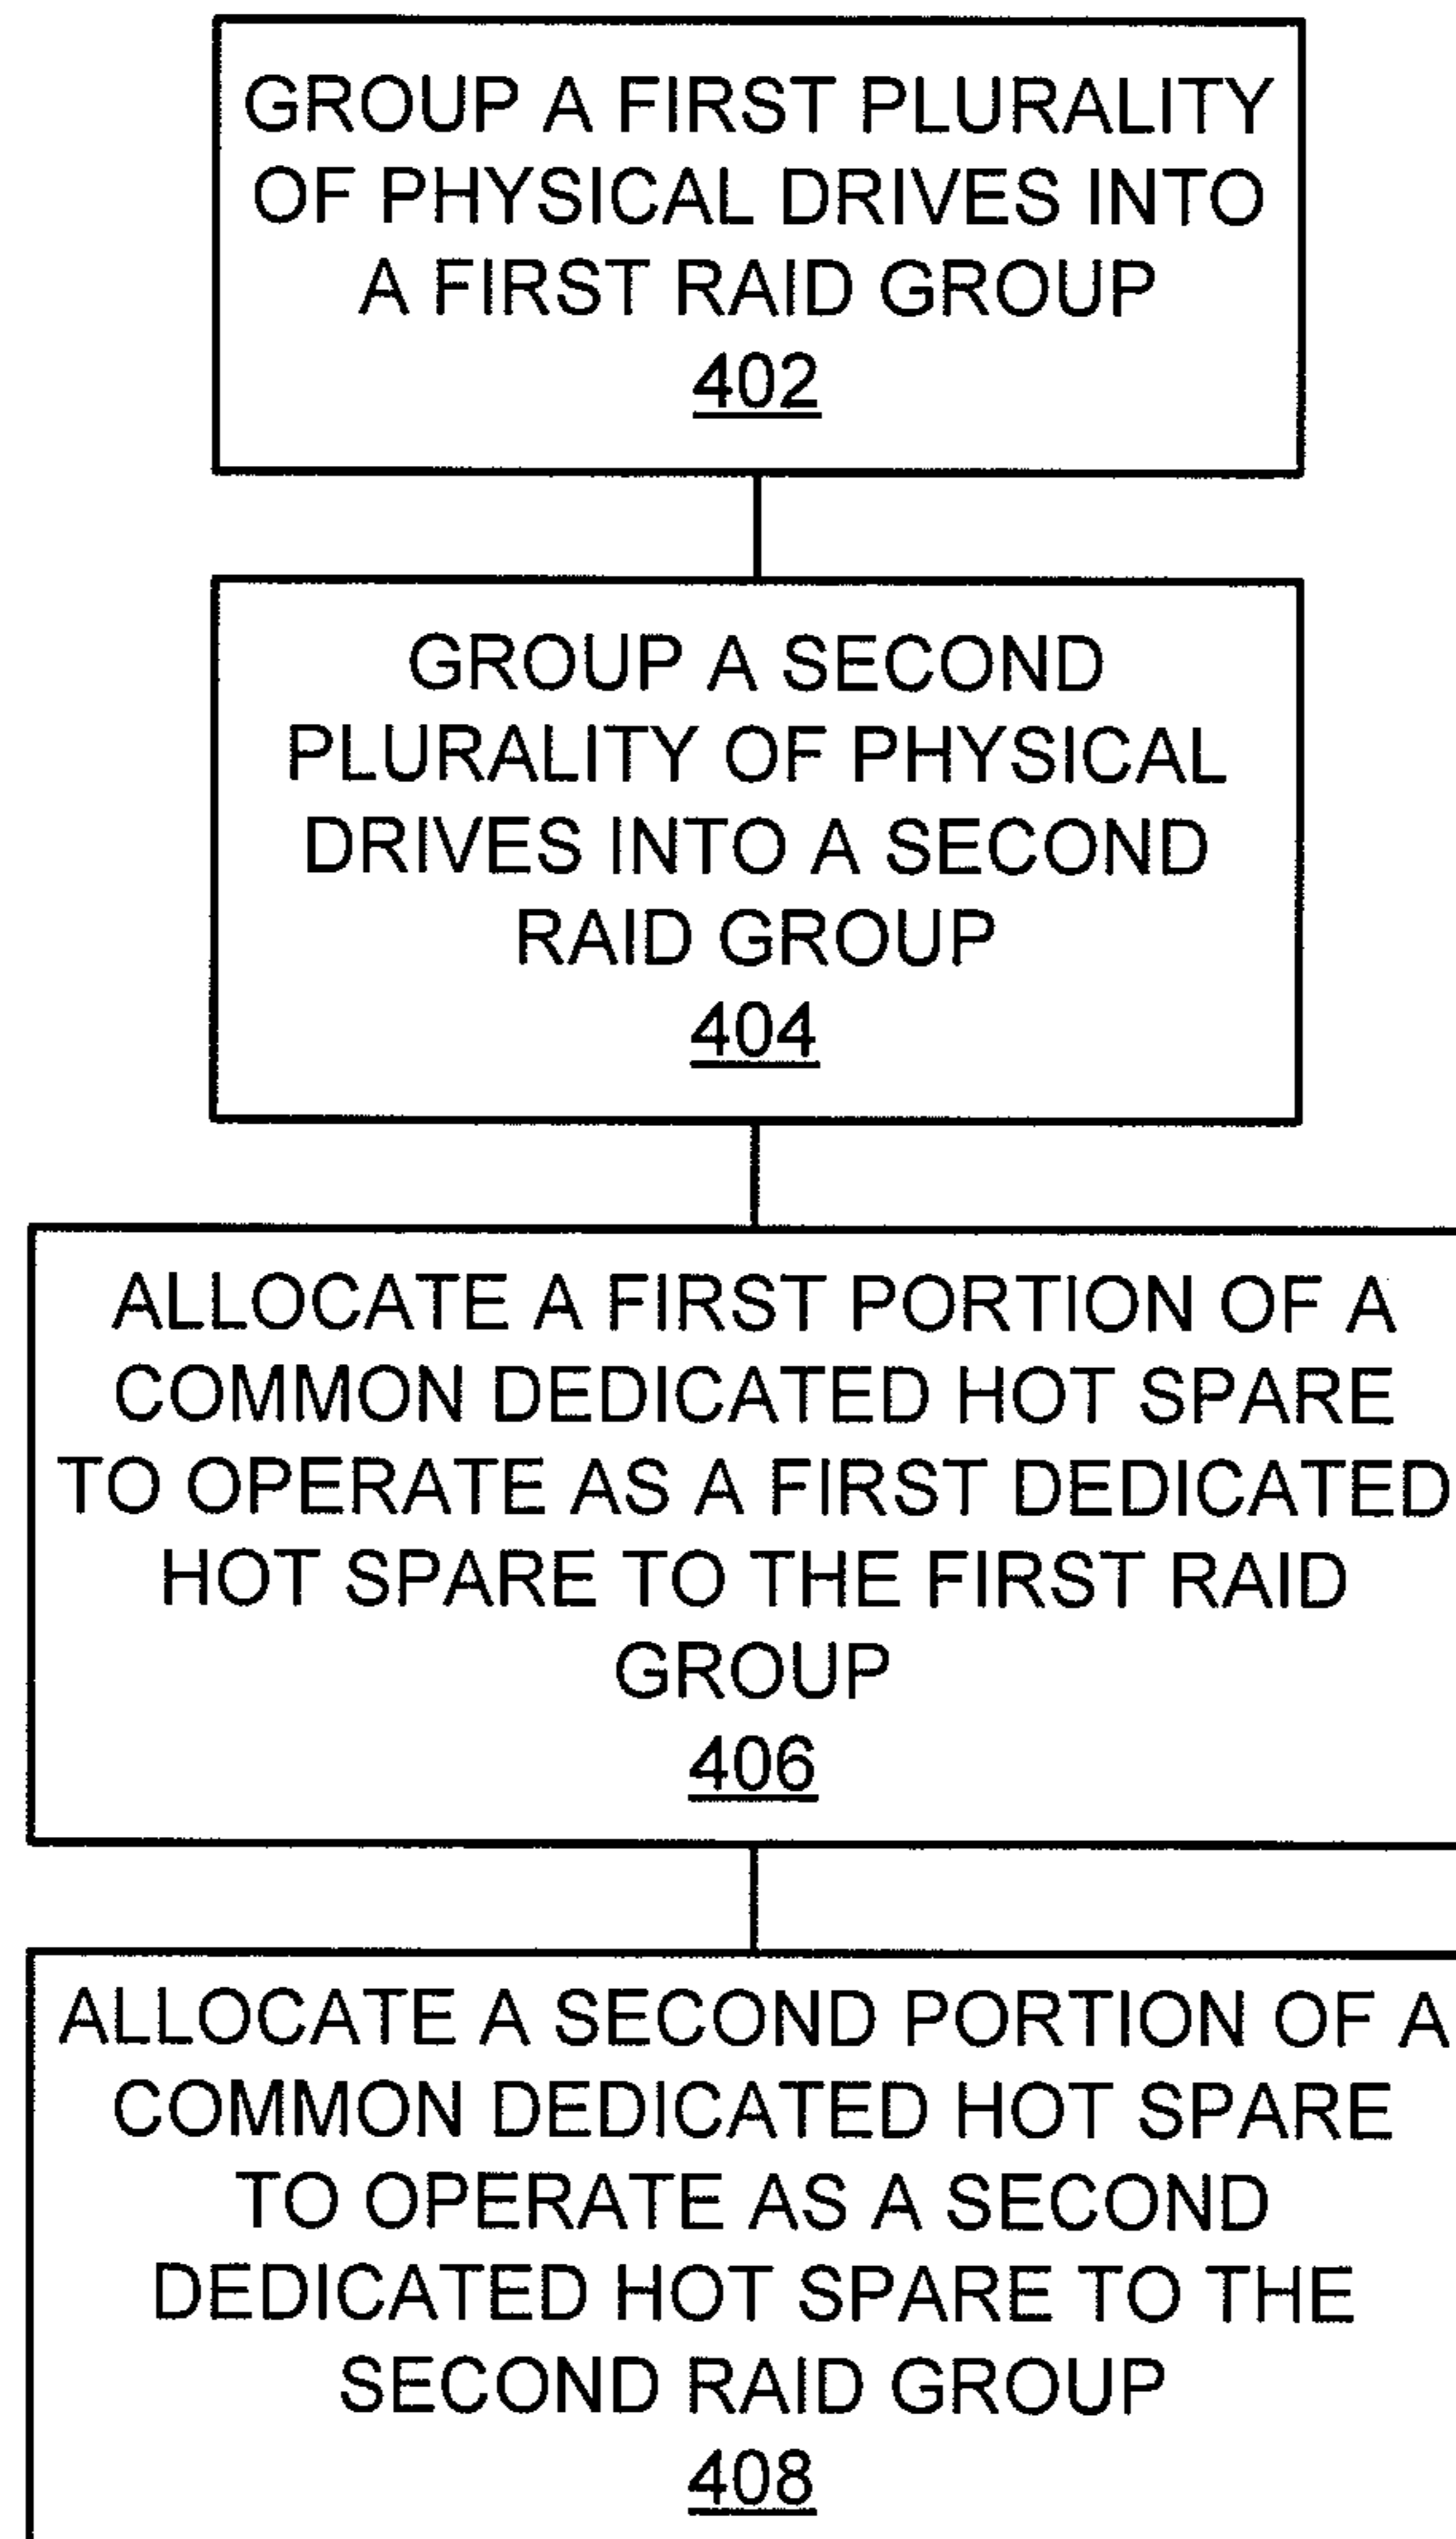 GROUP A FIRST PLURALITY
OF PHYSICAL DRIVES INTO
A FIRST RAID GROUP
402
GROUP A SECOND
PLURALITY OF PHYSICAL
DRIVES INTO A SECOND
RAID GROUP
404
ALLOCATE A FIRST PORTION OF A
COMMON DEDICATED HOT SPARE
TO OPERATE AS A FIRST DEDICATED
HOT SPARE TO THE FIRST RAID
GROUP
406
ALLOCATE A SECOND PORTION OF A
COMMON DEDICATED HOT SPARE
TO OPERATE AS A SECOND
DEDICATED HOT SPARE TO THE
SECOND RAID GROUP
408